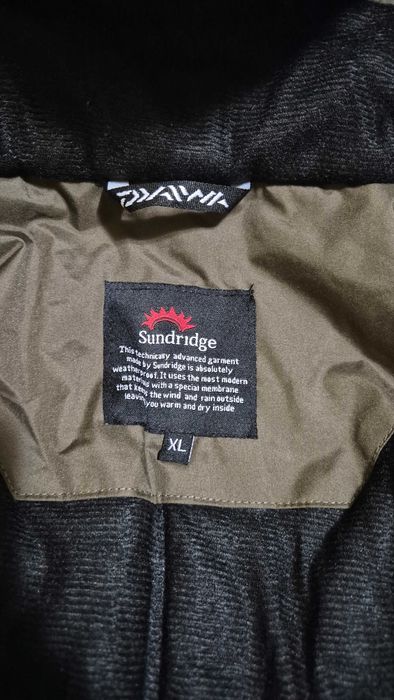 DAIWA
Sundridge
This technically advanced garment
made by Sundridge is absolutely
weatherproof. It uses the most modern
materials with a special membrane
that keeps the wind and rain outside
leaving you warm and dry inside
XL